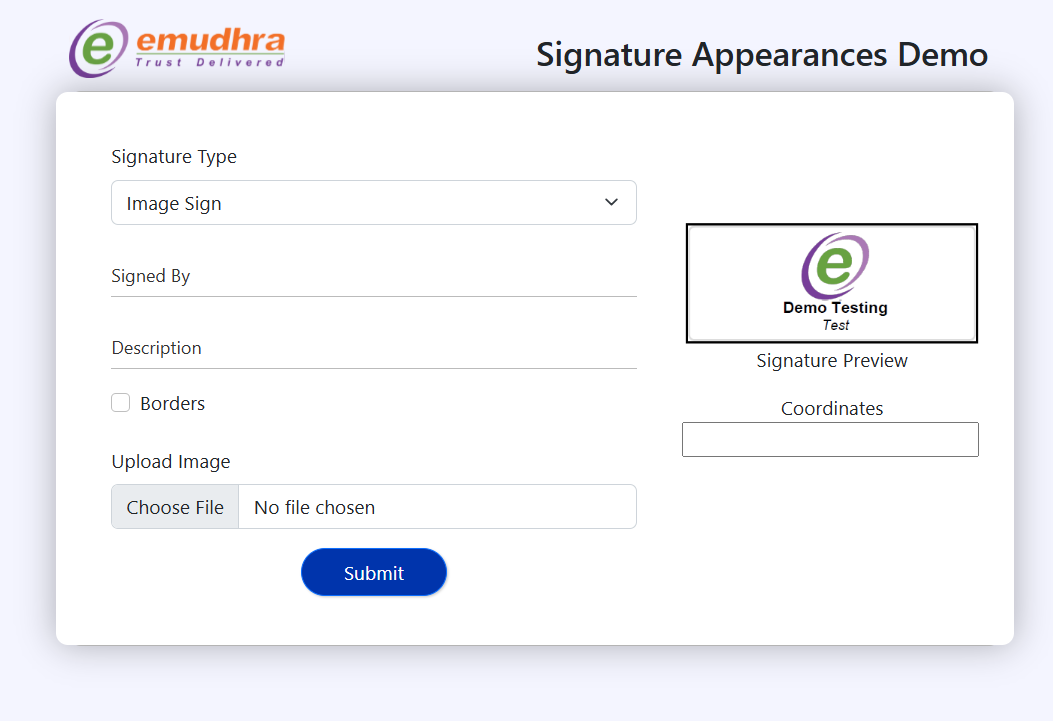 emudhra
Trust Delivered
Signature Appearances Demo
Signature Type
Image Sign
Signed By
Description
Borders
Upload Image
Choose File No file chosen
Submit
e
Demo Testing
Test
Signature Preview
Coordinates